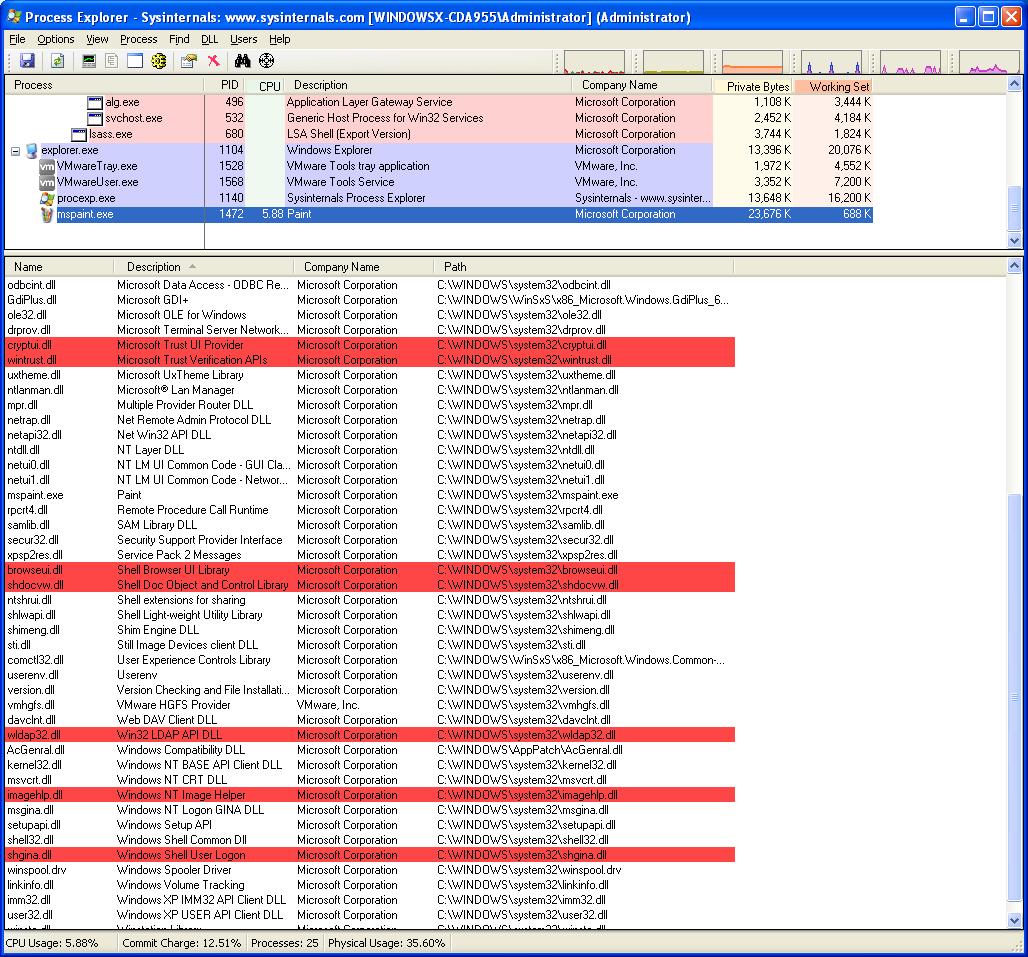 Process Explorer - Sysinternals: www.sysinternals.com [WINDOWSX-CDA955\Administrator] (Administrator)
File Options View Process Find DLL Users Help
Process PID CPU Description Company Name Private Bytes Working Set
alg.exe 496 Application Layer Gateway Service Microsoft Corporation 1,108 K 3,444 K
svchost.exe 532 Generic Host Process for Win32 Services Microsoft Corporation 2,452 K 4,184 K
lsass.exe 680 LSA Shell (Export Version) Microsoft Corporation 3,744 K 1,824 K
explorer.exe 1104 Windows Explorer Microsoft Corporation 13,396 K 20,076 K
vm VMwareTray.exe 1528 VMware Tools tray application VMware, Inc. 1,972 K 4,552 K
vm VMwareUser.exe 1568 VMware Tools Service VMware, Inc. 3,352 K 7,200 K
procexp.exe 1140 Sysinternals Process Explorer Sysinternals - www.sysinter... 13,648 K 16,200 K
mspaint.exe 1472 5.88 Paint Microsoft Corporation 23,676 K 688 K
Name Description Company Name Path
odbcint.dll Microsoft Data Access - ODBC Re... Microsoft Corporation C:\WINDOWS\system32\odbcint.dll
GdiPlus.dll Microsoft GDI+ Microsoft Corporation C:\WINDOWS\WinSxS\x86_Microsoft.Windows.GdiPlus_6...
ole32.dll Microsoft OLE for Windows Microsoft Corporation C:\WINDOWS\system32\ole32.dll
drprov.dll Microsoft Terminal Server Network... Microsoft Corporation C:\WINDOWS\system32\drprov.dll
cryptui.dll Microsoft Trust UI Provider Microsoft Corporation C:\WINDOWS\system32\cryptui.dll
wintrust.dll Microsoft Trust Verification APIs Microsoft Corporation C:\WINDOWS\system32\wintrust.dll
uxtheme.dll Microsoft UxTheme Library Microsoft Corporation C:\WINDOWS\system32\uxtheme.dll
ntlanman.dll Microsoft® Lan Manager Microsoft Corporation C:\WINDOWS\system32\ntlanman.dll
mpr.dll Multiple Provider Router DLL Microsoft Corporation C:\WINDOWS\system32\mpr.dll
netrap.dll Net Remote Admin Protocol DLL Microsoft Corporation C:\WINDOWS\system32\netrap.dll
netapi32.dll Net Win32 API DLL Microsoft Corporation C:\WINDOWS\system32\netapi32.dll
ntdll.dll NT Layer DLL Microsoft Corporation C:\WINDOWS\system32\ntdll.dll
netui0.dll NT LM UI Common Code - GUI Cla... Microsoft Corporation C:\WINDOWS\system32\netui0.dll
netui1.dll NT LM UI Common Code - Networ... Microsoft Corporation C:\WINDOWS\system32\netui1.dll
mspaint.exe Paint Microsoft Corporation C:\WINDOWS\system32\mspaint.exe
rpcrt4.dll Remote Procedure Call Runtime Microsoft Corporation C:\WINDOWS\system32\rpcrt4.dll
samlib.dll SAM Library DLL Microsoft Corporation C:\WINDOWS\system32\samlib.dll
secur32.dll Security Support Provider Interface Microsoft Corporation C:\WINDOWS\system32\secur32.dll
xpsp2res.dll Service Pack 2 Messages Microsoft Corporation C:\WINDOWS\system32\xpsp2res.dll
browseui.dll Shell Browser UI Library Microsoft Corporation C:\WINDOWS\system32\browseui.dll
shdocvw.dll Shell Doc Object and Control Library Microsoft Corporation C:\WINDOWS\system32\shdocvw.dll
ntshrui.dll Shell extensions for sharing Microsoft Corporation C:\WINDOWS\system32\ntshrui.dll
shlwapi.dll Shell Light-weight Utility Library Microsoft Corporation C:\WINDOWS\system32\shlwapi.dll
shimeng.dll Shim Engine DLL Microsoft Corporation C:\WINDOWS\system32\shimeng.dll
sti.dll Still Image Devices client DLL Microsoft Corporation C:\WINDOWS\system32\sti.dll
comctl32.dll User Experience Controls Library Microsoft Corporation C:\WINDOWS\WinSxS\x86_Microsoft.Windows.Common-...
userenv.dll Userenv Microsoft Corporation C:\WINDOWS\system32\userenv.dll
version.dll Version Checking and File Installati... Microsoft Corporation C:\WINDOWS\system32\version.dll
vmhgfs.dll VMware HGFS Provider VMware, Inc. C:\WINDOWS\system32\vmhgfs.dll
davclnt.dll Web DAV Client DLL Microsoft Corporation C:\WINDOWS\system32\davclnt.dll
wldap32.dll Win32 LDAP API DLL Microsoft Corporation C:\WINDOWS\system32\wldap32.dll
AcGenral.dll Windows Compatibility DLL Microsoft Corporation C:\WINDOWS\AppPatch\AcGenral.dll
kernel32.dll Windows NT BASE API Client DLL Microsoft Corporation C:\WINDOWS\system32\kernel32.dll
msvcrt.dll Windows NT CRT DLL Microsoft Corporation C:\WINDOWS\system32\msvcrt.dll
imagehlp.dll Windows NT Image Helper Microsoft Corporation C:\WINDOWS\system32\imagehlp.dll
msgina.dll Windows NT Logon GINA DLL Microsoft Corporation C:\WINDOWS\system32\msgina.dll
setupapi.dll Windows Setup API Microsoft Corporation C:\WINDOWS\system32\setupapi.dll
shell32.dll Windows Shell Common Dll Microsoft Corporation C:\WINDOWS\system32\shell32.dll
shgina.dll Windows Shell User Logon Microsoft Corporation C:\WINDOWS\system32\shgina.dll
winspool.drv Windows Spooler Driver Microsoft Corporation C:\WINDOWS\system32\winspool.drv
linkinfo.dll Windows Volume Tracking Microsoft Corporation C:\WINDOWS\system32\linkinfo.dll
imm32.dll Windows XP IMM32 API Client DLL Microsoft Corporation C:\WINDOWS\system32\imm32.dll
user32.dll Windows XP USER API Client DLL Microsoft Corporation C:\WINDOWS\system32\user32.dll
CPU Usage: 5.88% Commit Charge: 12.51% Processes: 25 Physical Usage: 35.60%